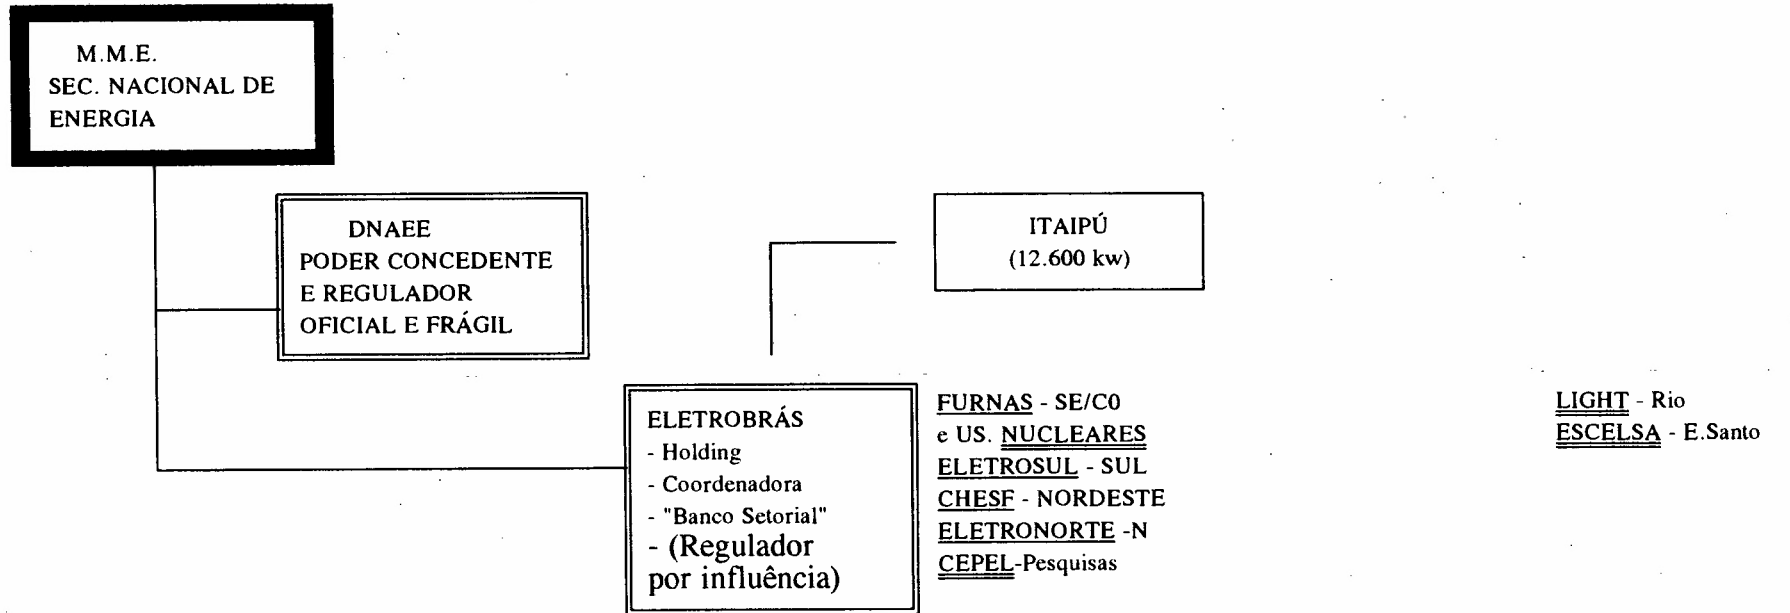 M.M.E.
SEC. NACIONAL DE
ENERGIA
DNAEE
PODER CONCEDENTE
E REGULADOR
OFICIAL E FRÁGIL
ITAIPÚ
(12.600 kw)
ELETROBRÁS
- Holding
- Coordenadora
- "Banco Setorial"
- (Regulador
por influência)
FURNAS - SE/C0
e US. NUCLEARES
ELETROSUL - SUL
CHESF - NORDESTE
ELETRONORTE -N
CEPEL-Pesquisas
LIGHT - Rio
ESCELSA - E.Santo